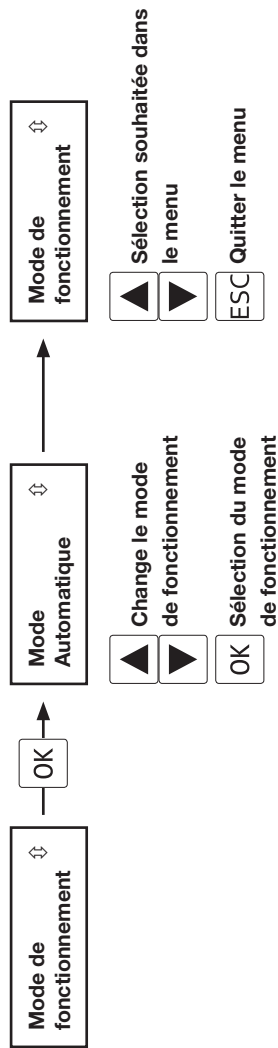 Mode de
fonctionnement
OK
Mode
Automatique
Change le mode
de fonctionnement
OK
Sélection du mode
de fonctionnement
Mode de
fonctionnement
Sélection souhaitée dans
le menu
ESC
Quitter le menu